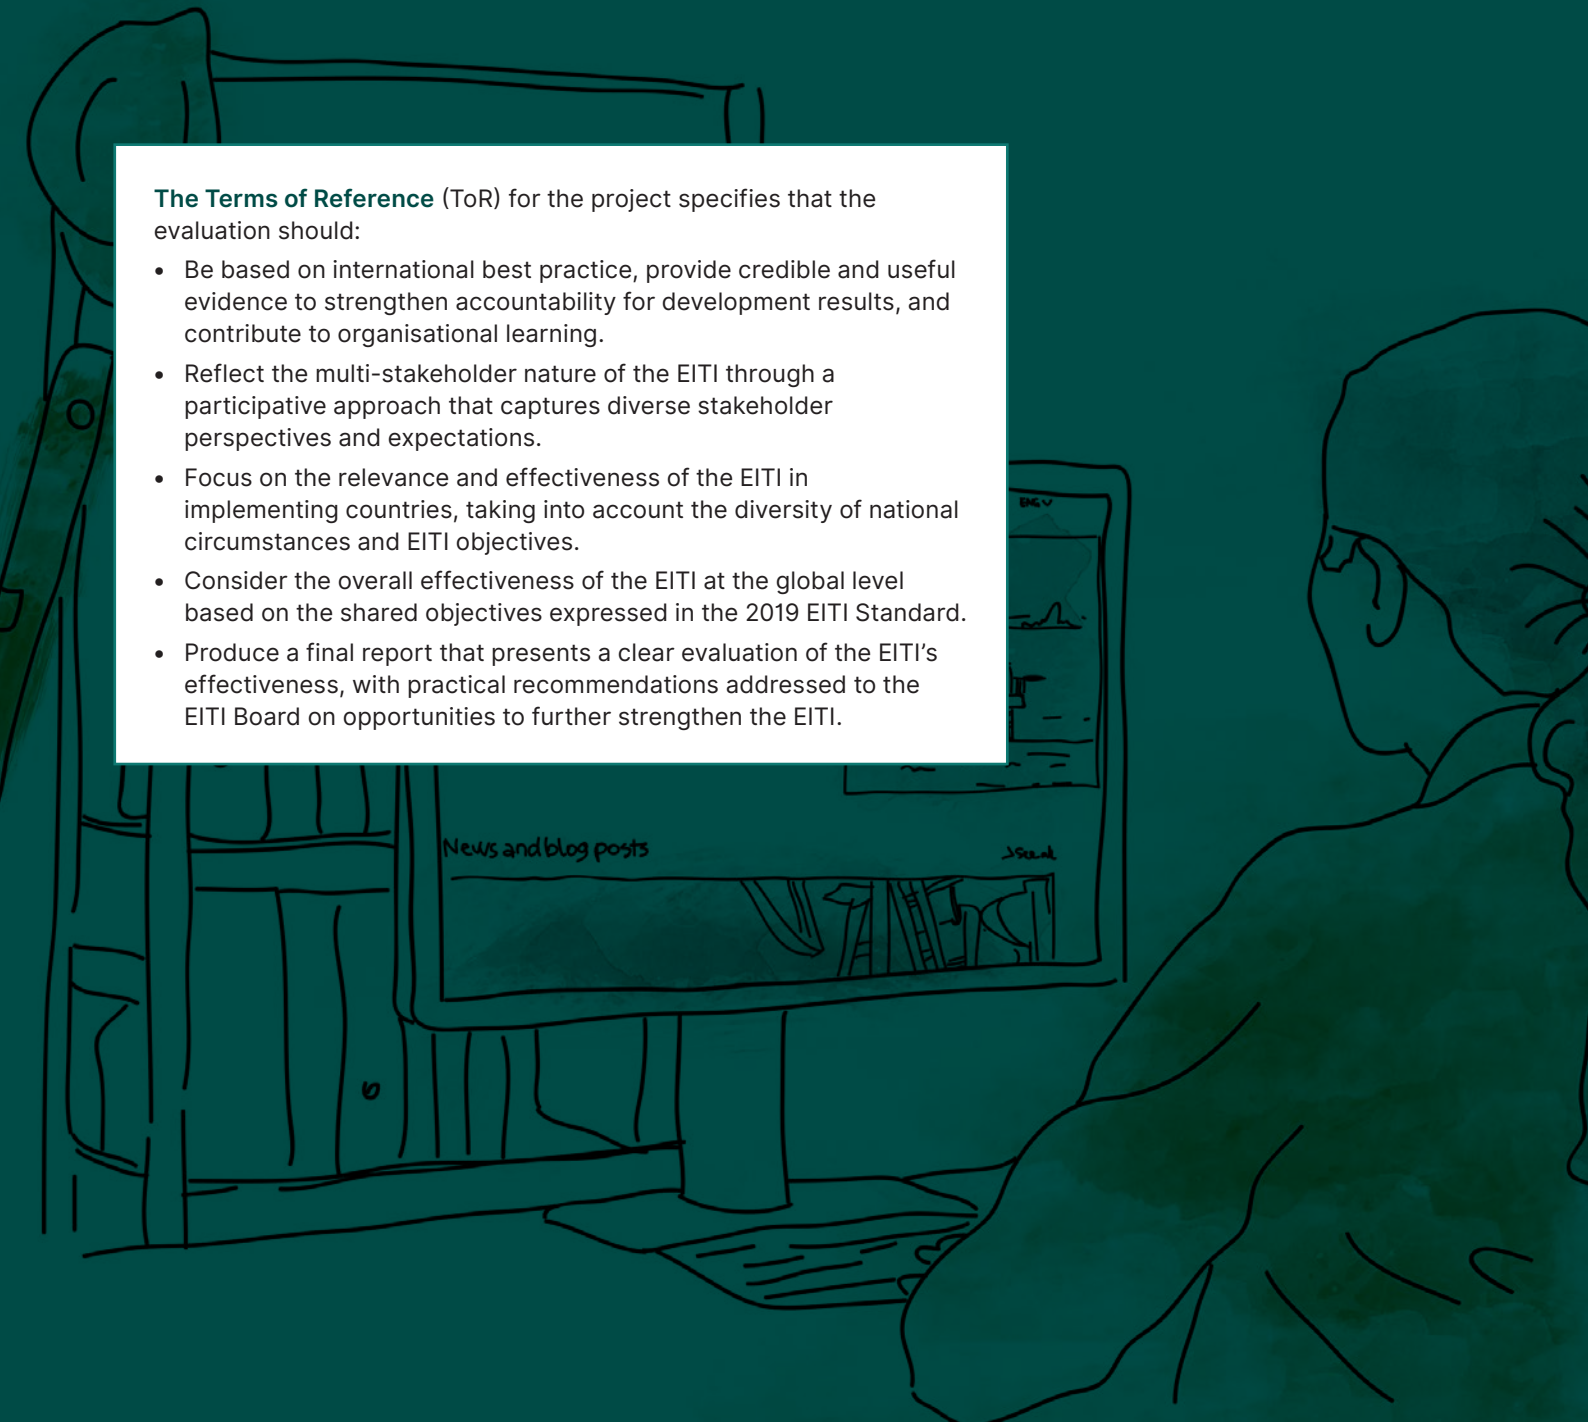 The Terms of Reference (ToR) for the project specifies that the
evaluation should:
• Be based on international best practice, provide credible and useful
evidence to strengthen accountability for development results, and
contribute to organisational learning.
• Reflect the multi-stakeholder nature of the EITI through a
participative approach that captures diverse stakeholder
perspectives and expectations.
• Focus on the relevance and effectiveness of the EITI in
implementing countries, taking into account the diversity of national
circumstances and EITI objectives.
• Consider the overall effectiveness of the EITI at the global level
based on the shared objectives expressed in the 2019 EITI Standard.
• Produce a final report that presents a clear evaluation of the EITI’s
effectiveness, with practical recommendations addressed to the
EITI Board on opportunities to further strengthen the EITI.
News and blog posts